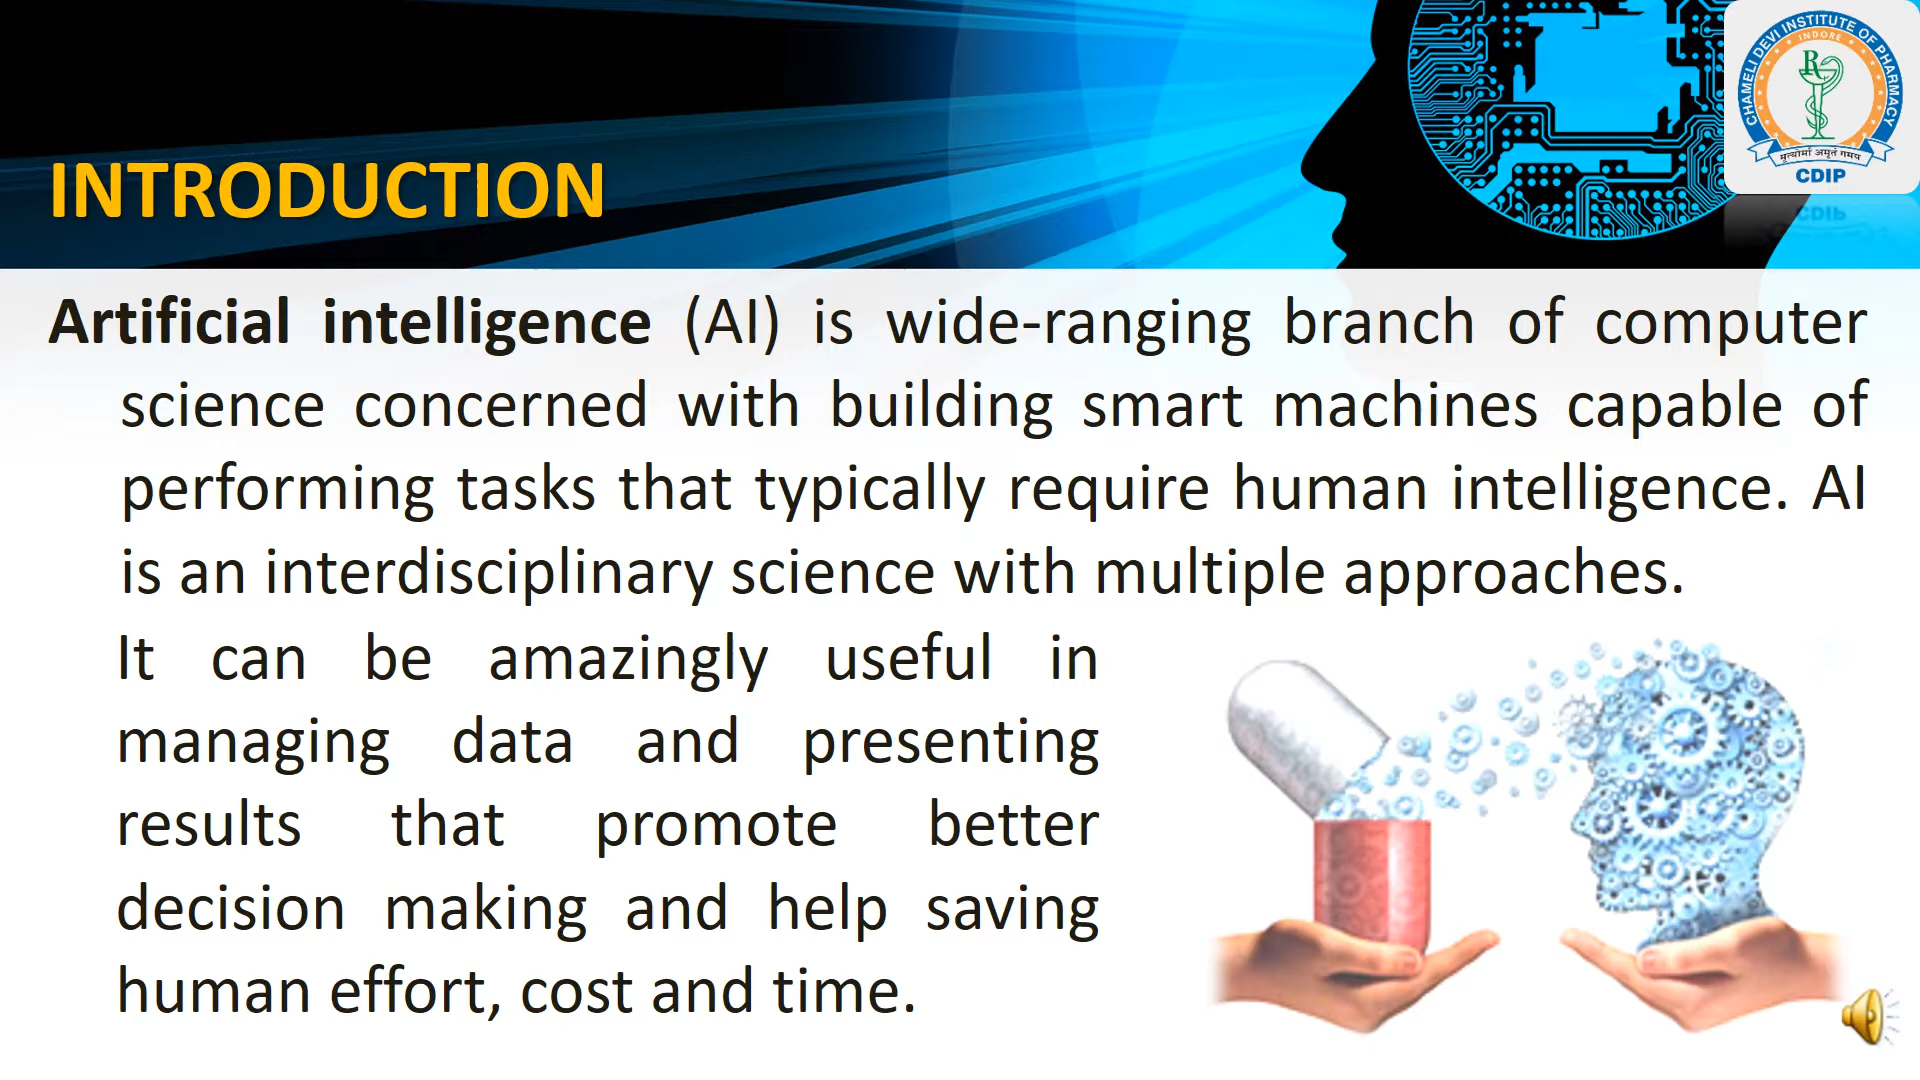 CHAMELI DEVI INSTITUTE OF PHARMACY
INDORE
मृत्योर्मा अमृतं गमय
CDIP
INTRODUCTION
Artificial intelligence (AI) is wide-ranging branch of computer
science concerned with building smart machines capable of
performing tasks that typically require human intelligence. AI
is an interdisciplinary science with multiple approaches.
It can be amazingly useful in
managing data and presenting
results that promote better
decision making and help saving
human effort, cost and time.